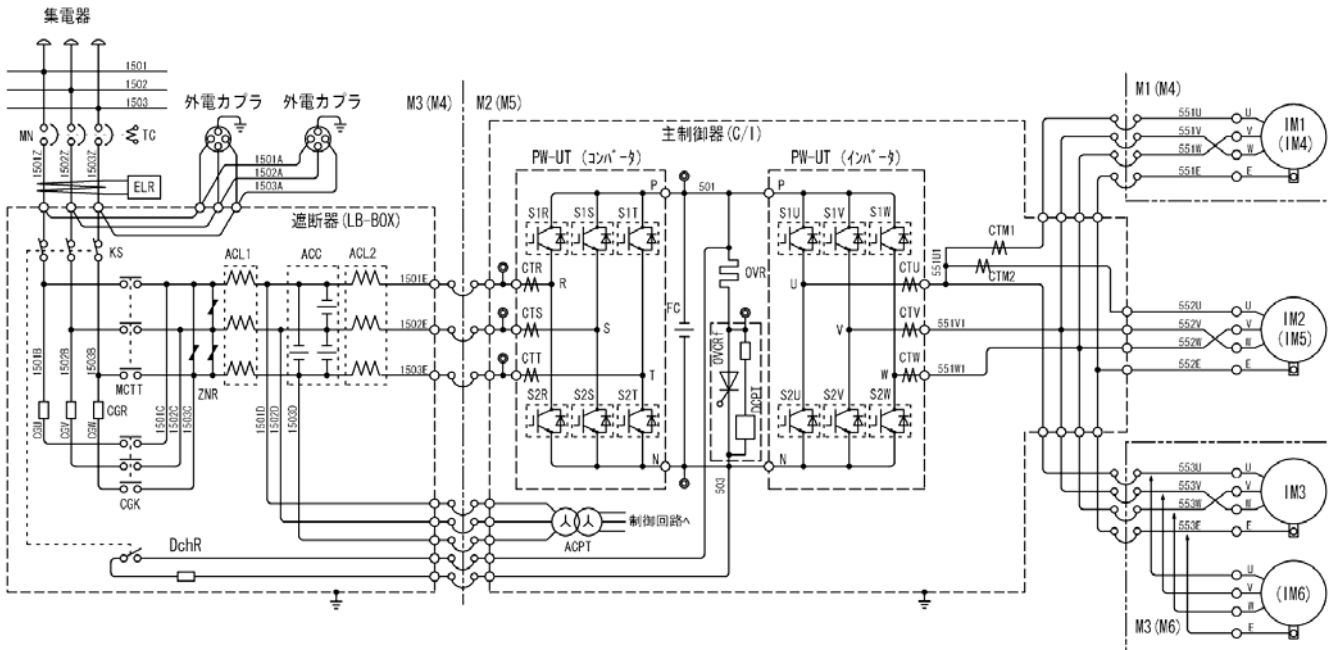 集電器
1501
1502
1503
MN
TC
外電カプラ
外電カプラ
M3(M4)
M2(M5)
M1(M4)
1501Z
1502Z
1503Z
ELR
1501A
1502A
1503A
遮断器(LB-BOX)
主制御器(C/I)
PW-UT (コンバータ)
PW-UT (インバータ)
KS
ACL1
ACC
ACL2
1501E
1502E
1503E
MCTT
ZNR
1501B
1502B
1503B
CGR
CGU
CGV
CGW
1501C
1502C
1503C
1501D
1502D
1503D
CGK
DchR
ACPT
制御回路へ
P
501
P
S1R
S1S
S1T
CTR
CTS
CTT
R
S
T
S2R
S2S
S2T
N
FC
OVR
OVCRf
DCPT
503
N
S1U
S1V
S1W
U
V
W
CTU
CTV
CTW
S2U
S2V
S2W
551U1
551V1
551W1
CTM1
CTM2
551U
551V
551W
551E
U
V
W
E
IM1
(IM4)
552U
552V
552W
552E
U
V
W
E
IM2
(IM5)
553U
553V
553W
553E
U
V
W
E
IM3
U
V
W
E
(IM6)
M3(M6)